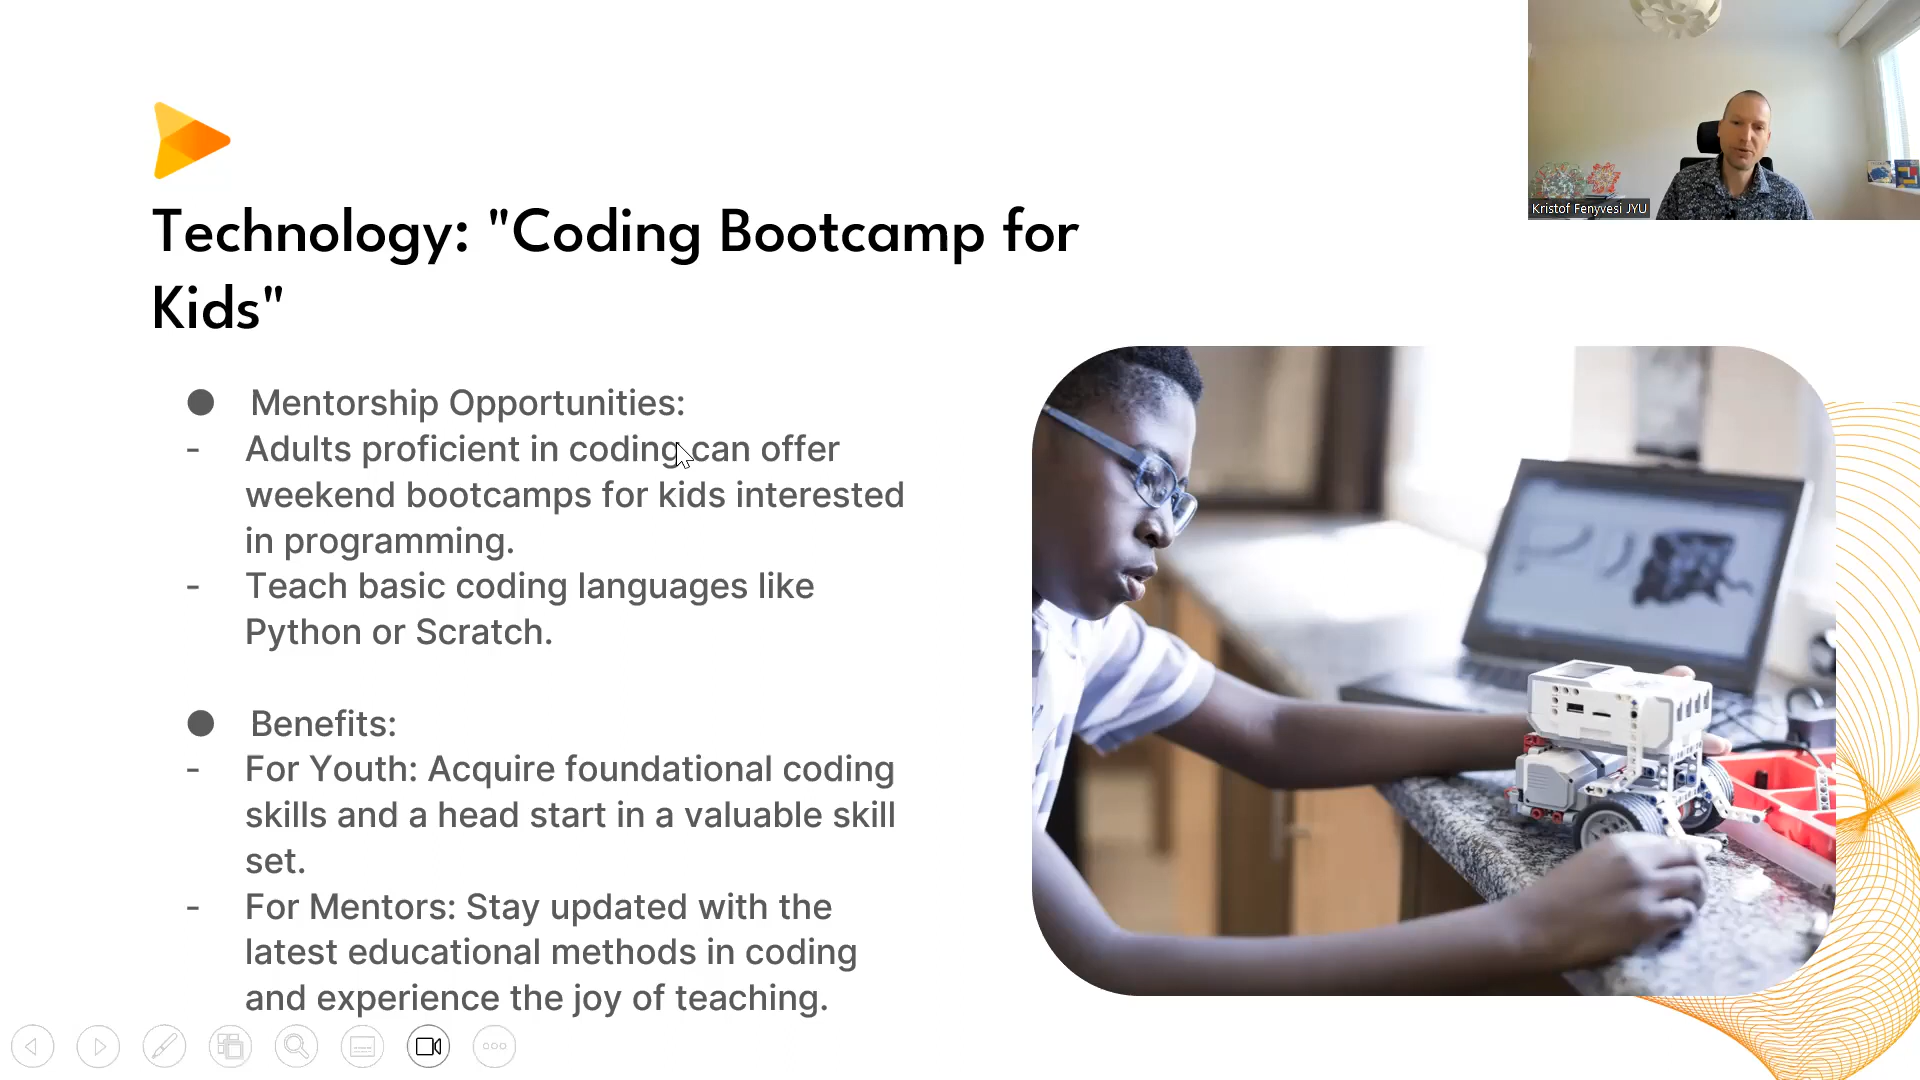 Kristof Fenyvesi JYU
Technology: "Coding Bootcamp for
Kids"
● Mentorship Opportunities:
- Adults proficient in coding can offer
weekend bootcamps for kids interested
in programming.
- Teach basic coding languages like
Python or Scratch.
● Benefits:
- For Youth: Acquire foundational coding
skills and a head start in a valuable skill
set.
- For Mentors: Stay updated with the
latest educational methods in coding
and experience the joy of teaching.